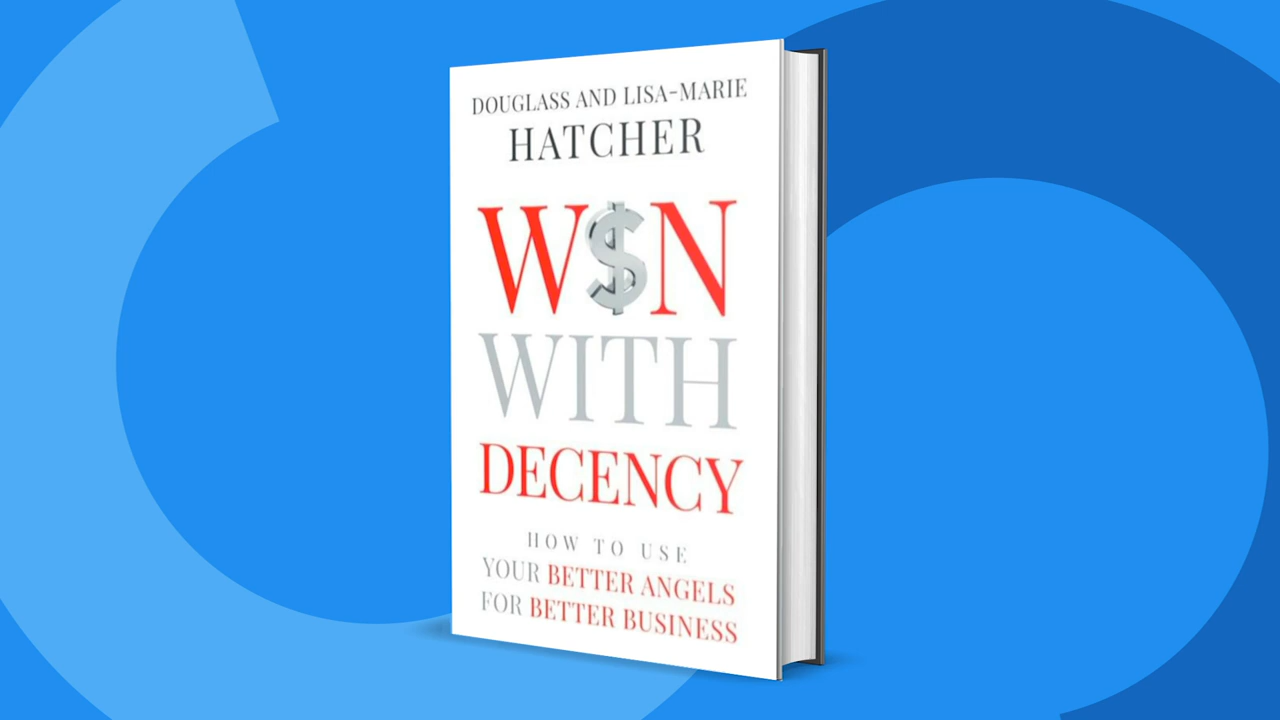 DOUGLASS AND LISA-MARIE
HATCHER
W$N
WITH
DECENCY
HOW TO USE
YOUR BETTER ANGELS
FOR BETTER BUSINESS